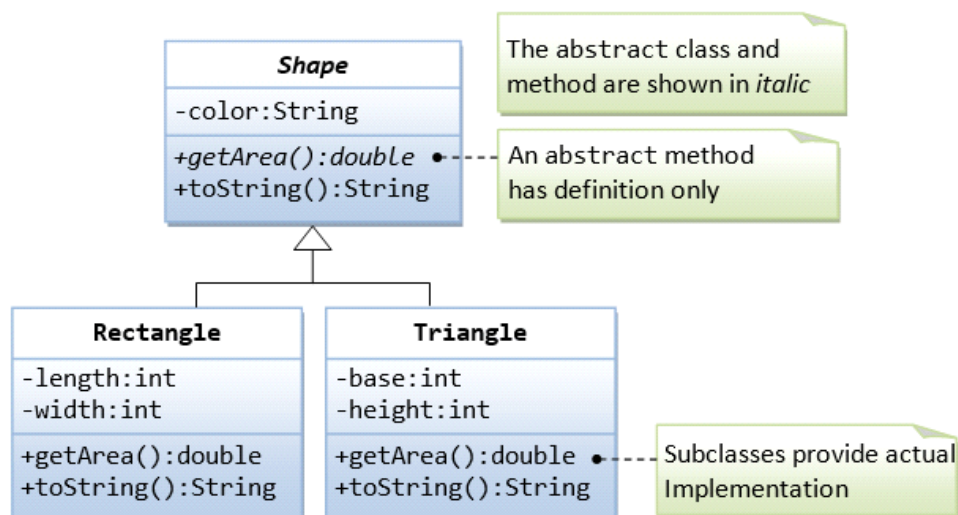 Shape
-color:String
+getArea():double
+toString():String
The abstract class and
method are shown in italic
An abstract method
has definition only
Rectangle
-length:int
-width:int
+getArea():double
+toString():String
Triangle
-base:int
-height:int
+getArea():double
+toString():String
Subclasses provide actual
Implementation